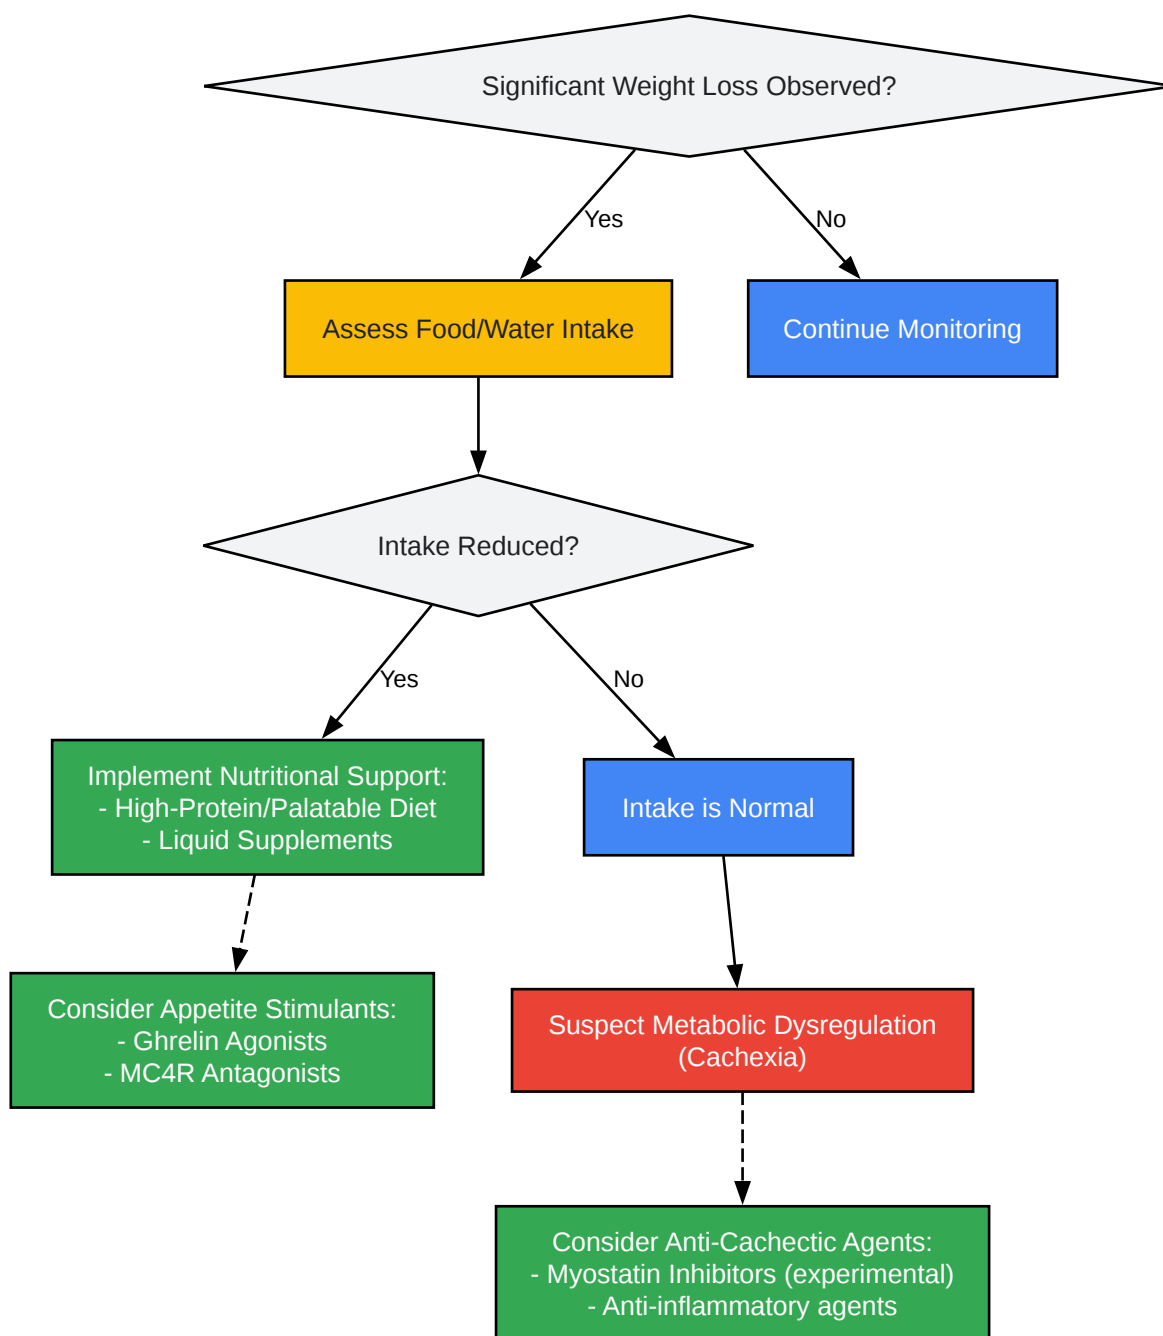 Significant Weight Loss Observed?
Yes
No
Assess Food/Water Intake
Continue Monitoring
Intake Reduced?
Yes
No
Implement Nutritional Support:
- High-Protein/Palatable Diet
- Liquid Supplements
Intake is Normal
Consider Appetite Stimulants:
- Ghrelin Agonists
- MC4R Antagonists
Suspect Metabolic Dysregulation
(Cachexia)
Consider Anti-Cachectic Agents:
- Myostatin Inhibitors (experimental)
- Anti-inflammatory agents